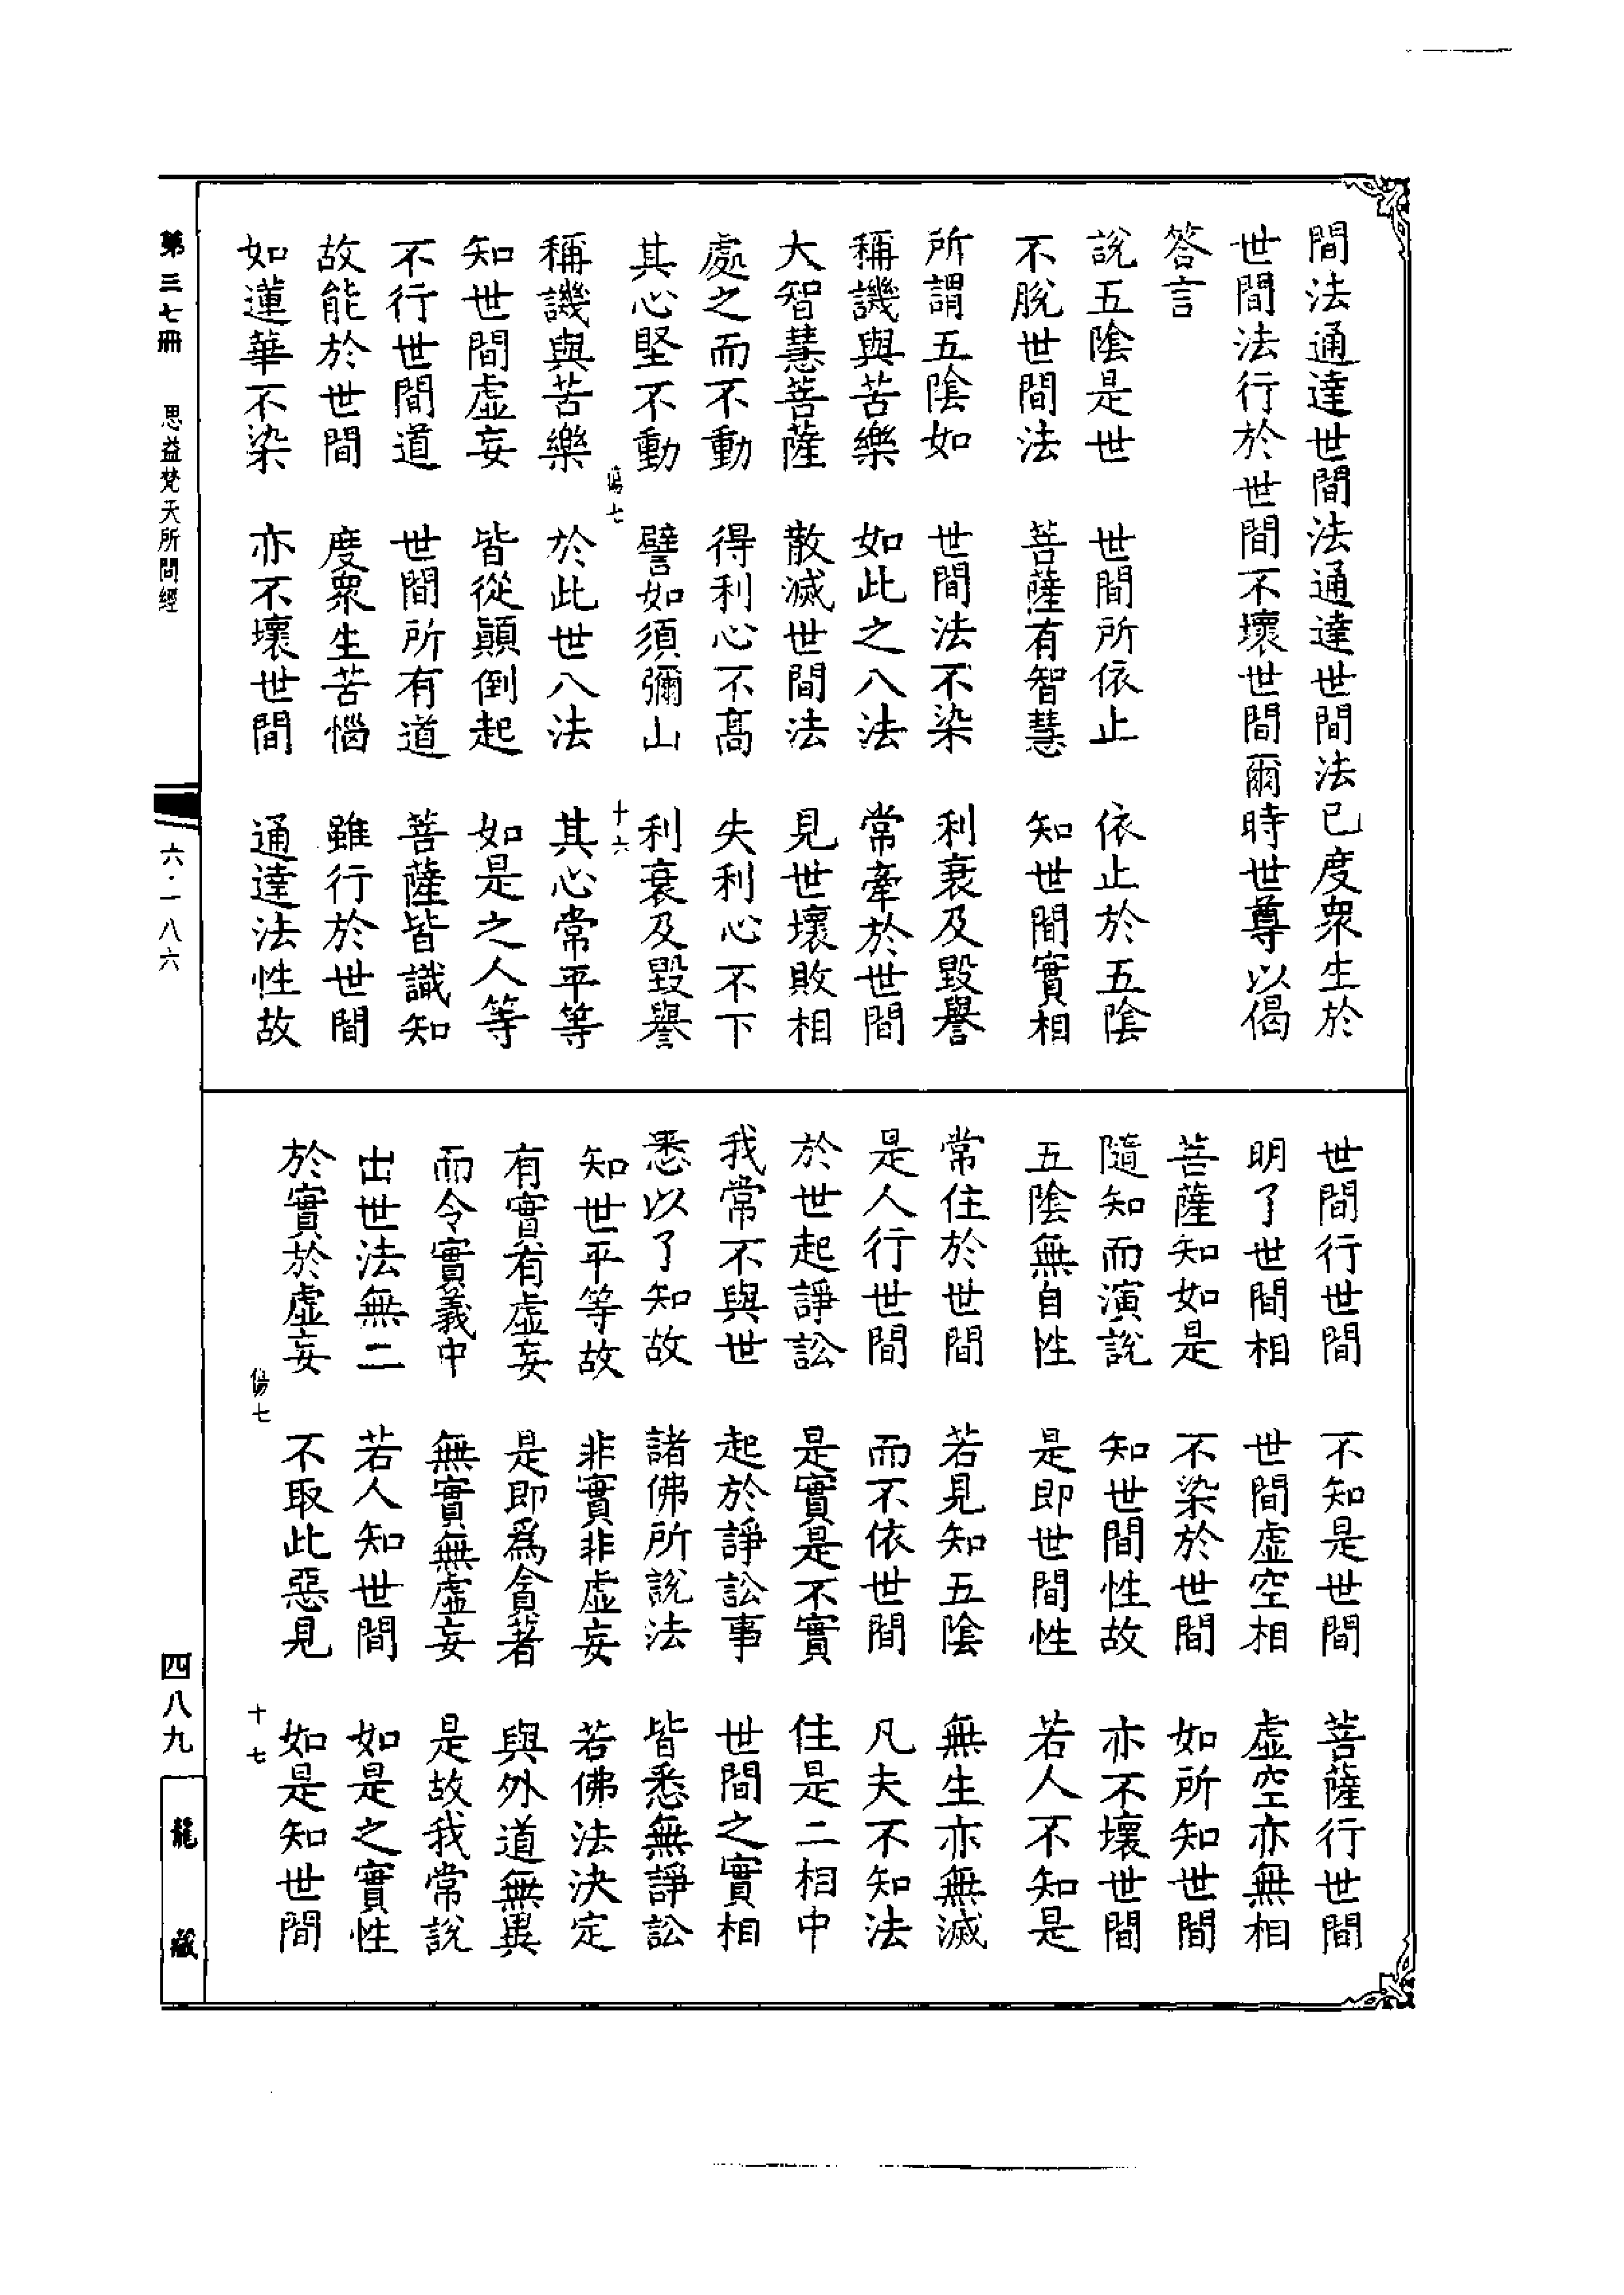 間法通達世間法通達世間法已度衆生於
世間法行於世間不壞世間爾時世尊以偈
答言
說五陰是世　世間所依止　依止於五陰
不脫世間法　菩薩有智慧　知世間實相
所謂五陰如　世間法不染　利衰及毀譽
稱譏與苦樂　如此之八法　常牽於世間
大智慧菩薩　散滅世間法　見世壞敗相
處之而不動　得利心不高　失利心不下
其心堅不動　譬如須彌山　利衰及毀譽
傷七　十六
稱譏與苦樂　於此世八法　其心常平等
知世間虛妄　皆從顛倒起　如是之人等
不行世間道　世間所有道　菩薩皆識知
故能於世間　度衆生苦惱　雖行於世間
如蓮華不染　亦不壞世間　通達法性故
世間行世間　不知是世間　菩薩行世間
明了世間相　世間虛空相　虛空亦無相
菩薩知如是　不染於世間　如所知世間
隨知而演說　知世間性故　亦不壞世間
五陰無自性　是即世間性　若人不知是
常住於世間　若見知五陰　無生亦無滅
是人行世間　而不依世間　凡夫不知法
於世起諍訟　是實是不實　住是二相中
我常不與世　起於諍訟事　世間之實相
悉以了知故　諸佛所說法　皆悉無諍訟
知世平等故　非實非虛妄　若佛法決定
有實有虛妄　是即爲貪著　與外道無異
而令實義中　無實無虛妄　是故我常說
出世法無二　若人知世間　如是之實性
於實於虛妄　不取此惡見　如是知世間
傷七　十七
第三七冊　思益梵天所問經　六·一八六　四八九　龍藏